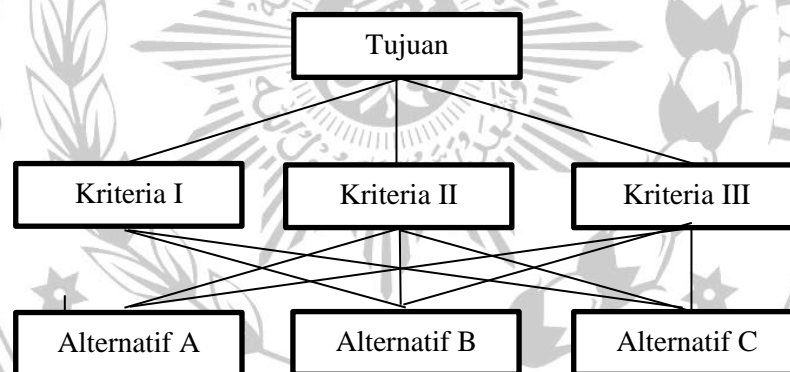 Tujuan
Kriteria I
Kriteria II
Kriteria III
Alternatif A
Alternatif B
Alternatif C